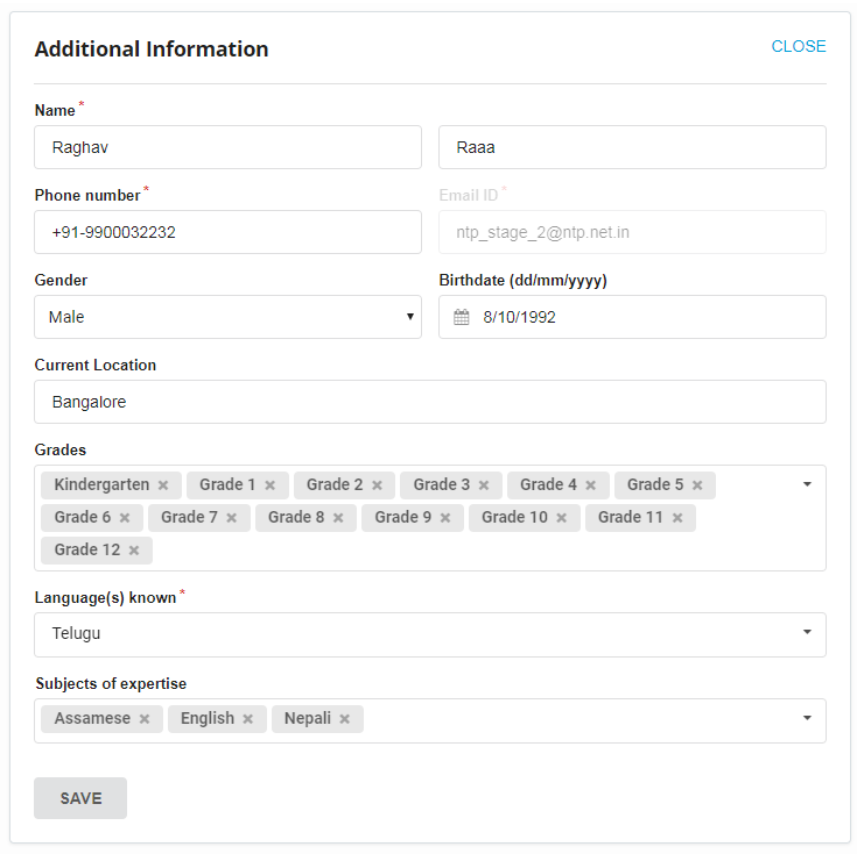 Additional Information CLOSE
Name*
Raghav Raaa
Phone number* Email ID*
+91-9900032232 ntp_stage_2@ntp.net.in
Gender Birthdate (dd/mm/yyyy)
Male 8/10/1992
Current Location
Bangalore
Grades
Kindergarten × Grade 1 × Grade 2 × Grade 3 × Grade 4 × Grade 5 ×
Grade 6 × Grade 7 × Grade 8 × Grade 9 × Grade 10 × Grade 11 ×
Grade 12 ×
Language(s) known*
Telugu
Subjects of expertise
Assamese × English × Nepali ×
SAVE